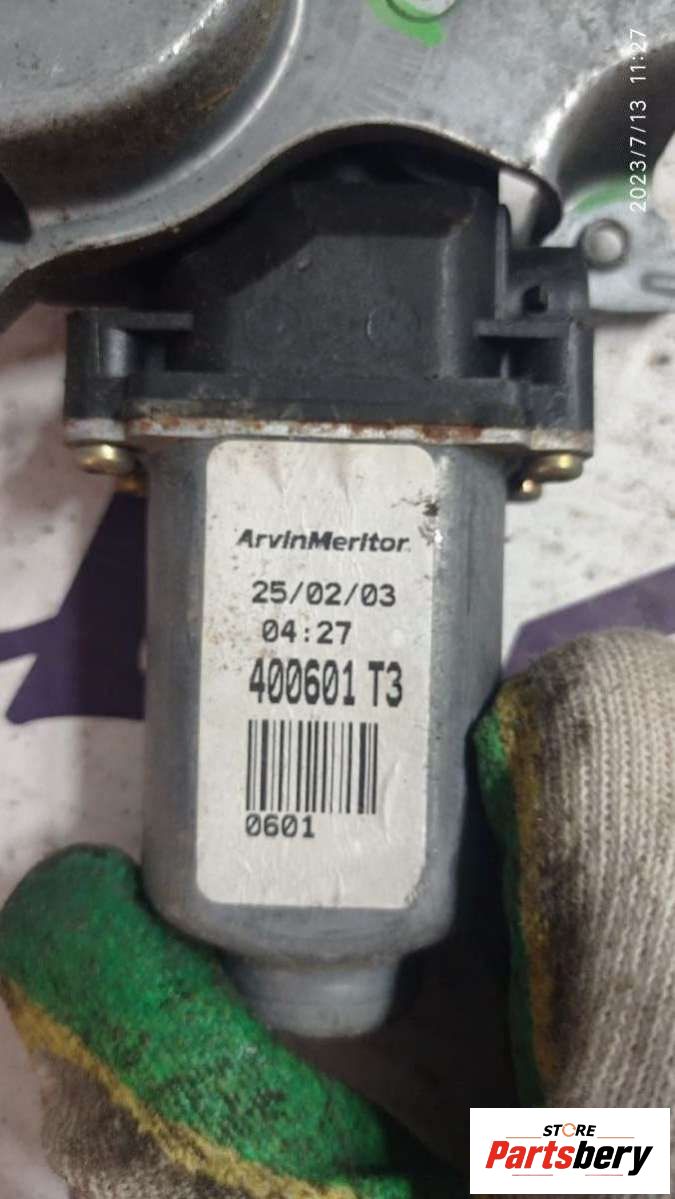 2023/7/13 11:27
ArvinMeritor
25/02/03
04:27
400601 T3
0601
STORE
Partsbery